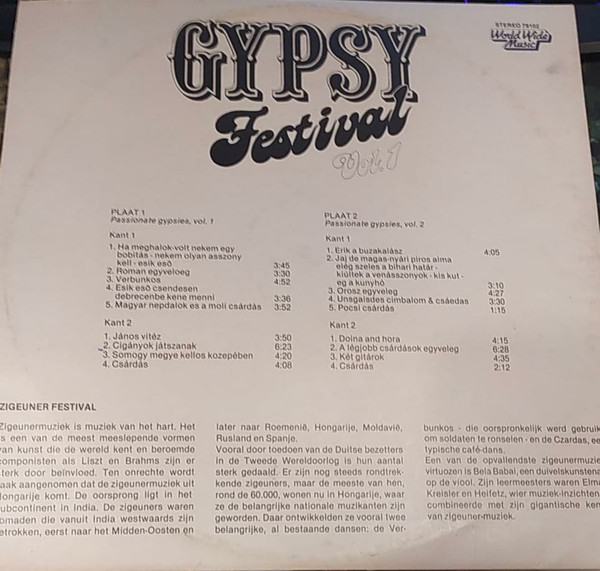 STEREO 79102
World Wide
Music
GYPSY
Festival
Vol. 1
PLAAT 1
Passionate gypsies, vol. 1
Kant 1
1. Ha meghalok-volt nekem egy
bobitás - nekem olyan asszony
kell - esik eső 3:45
2. Roman egyveloeg 3:30
3. Verbunkos 4:52
4. Esik eső csendesen
debrecenbe kene menni 3:36
5. Magyar nepdalok es a moll csárdás 3:52
Kant 2
1. János vitéz 3:50
2. Cigányok játszanak 6:23
3. Somogy megye kellos kozepében 4:20
4. Csárdás 4:08
PLAAT 2
Passionate gypsies, vol. 2
Kant 1
1. Erik a buzakalász 4:05
2. Jaj de magas-nyári piros alma
elég szeles a bihari határ -
kiültek a venásszonyok - kis kut -
eg a kunyhó 3:10
3. Orosz egyveleg 4:27
4. Unsgaisdes cimbalom & csáedas 3:30
5. Pocsi csárdás 1:15
Kant 2
1. Doina and hora 4:15
2. A légjobb csárdások egyveleg 6:28
3. Két gitárok 4:35
4. Csárdás 2:12
ZIGEUNER FESTIVAL
Zigeunermuziek is muziek van het hart. Het
is een van de meest meeslepende vormen
van kunst die de wereld kent en beroemde
componisten als Liszt en Brahms zijn er
sterk door beïnvloed. Ten onrechte wordt
vaak aangenomen dat de zigeunermuziek uit
Hongarije komt. De oorsprong ligt in het
subcontinent in India. De zigeuners waren
nomaden die vanuit India westwaards zijn
getrokken, eerst naar het Midden-Oosten en
later naar Roemenië, Hongarije, Moldavië,
Rusland en Spanje.
Vooral door toedoen van de Duitse bezetters
in de Tweede Wereldoorlog is hun aantal
sterk gedaald. Er zijn nog steeds rondtrek-
kende zigeuners, maar de meeste van hen,
rond de 60.000, wonen nu in Hongarije, waar
ze de belangrijke nationale muzikanten zijn
geworden. Daar ontwikkelden ze vooral twee
belangrijke, al bestaande dansen: de Ver-
bunkos - die oorspronkelijk werd gebruik
om soldaten te ronselen - en de Czardas, ee
typische café-dans.
Een van de opvallendste zigeunermuzie
virtuozen is Bela Babai, een duivelskunstena
op de viool. Zijn leermeesters waren Elma
Kreisler en Heifetz, wier muziek-inzichten
combineerde met zijn gigantische ken
van zigeuner-muziek.